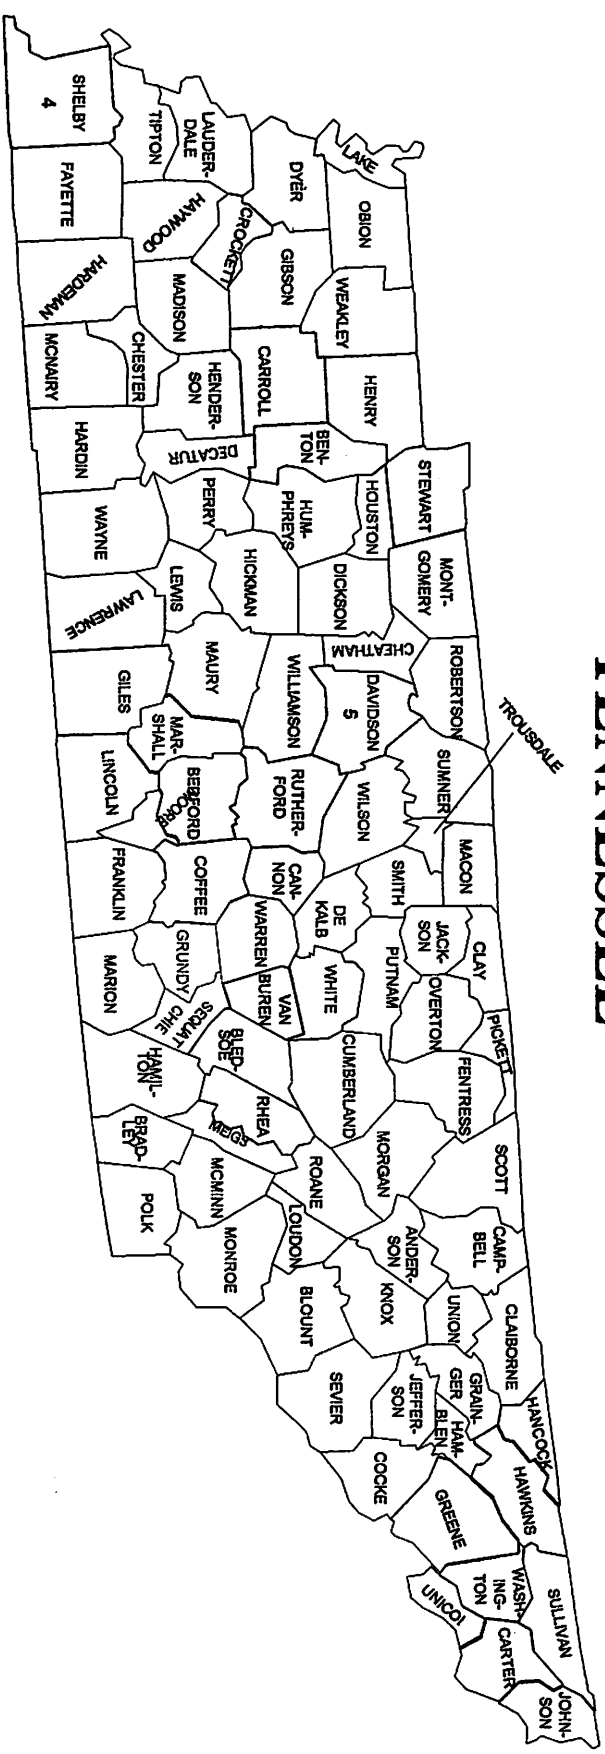 TENNESSEE
LAKE
OBION
WEAKLEY
HENRY
STEWART
MONT-
GOMERY
ROBERTSON
SUMNER
TROUSDALE
MACON
CLAY
PICKETT
SCOTT
CAMP-
BELL
CLAIBORNE
HANCOCK
HAWKINS
SULLIVAN
JOHN-
SON
DYER
GIBSON
CARROLL
BEN-
TON
HOUSTON
HUM-
PHREYS
DICKSON
CHEATHAM
DAVIDSON
5
WILSON
SMITH
JACK-
SON
OVERTON
FENTRESS
PUTNAM
DE
KALB
WHITE
CUMBERLAND
MORGAN
ANDER-
SON
UNION
GRAIN-
GER
HAM-
BLEN
GREENE
WASH-
ING-
TON
UNICOI
CARTER
LAUDER-
DALE
CROCKETT
HAYWOOD
TIPTON
MADISON
HENDER-
SON
DECATUR
PERRY
HICKMAN
LEWIS
MAURY
WILLIAMSON
RUTHER-
FORD
CAN-
NON
WARREN
VAN
BUREN
BLED-
SOE
RHEA
MEIGS
ROANE
LOUDON
KNOX
BLOUNT
SEVIER
JEFFER-
SON
COCKE
SHELBY
4
FAYETTE
HARDEMAN
CHESTER
MCNAIRY
HARDIN
WAYNE
LAWRENCE
GILES
MAR-
SHALL
BEDFORD
MOORE
LINCOLN
COFFEE
FRANKLIN
GRUNDY
MARION
SEQUAT
CHIE
HAMIL-
TON
BRAD-
LEY
MCMINN
POLK
MONROE